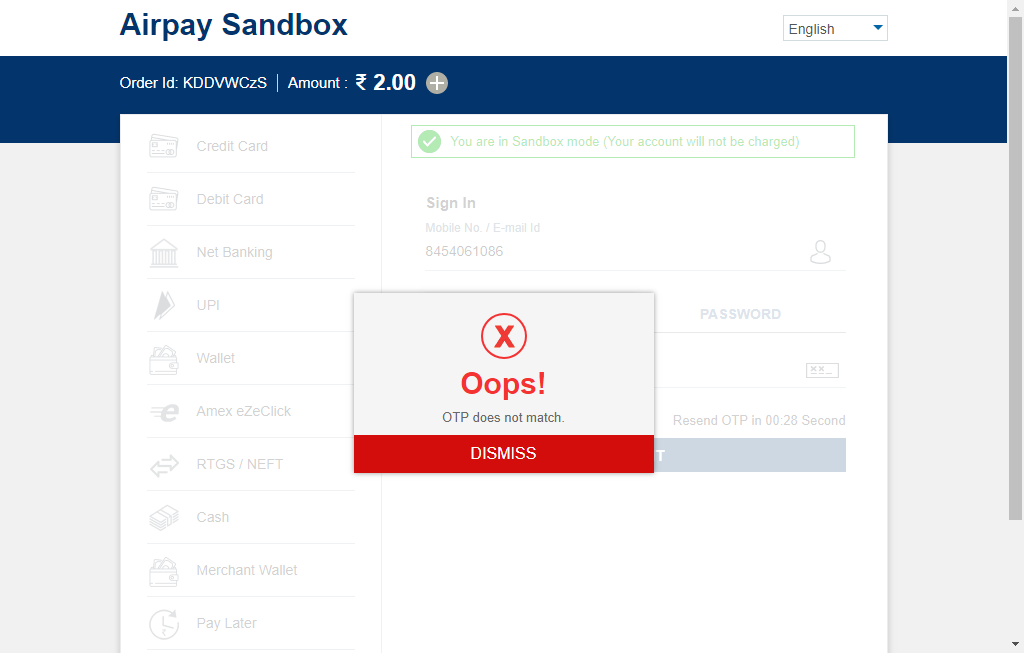 Airpay Sandbox
English
Order Id: KDDVWCzS | Amount : ₹ 2.00
Credit Card
Debit Card
Net Banking
UPI
Wallet
Amex eZeClick
RTGS / NEFT
Cash
Merchant Wallet
Pay Later
You are in Sandbox mode (Your account will not be charged)
Sign In
Mobile No. / E-mail Id
8454061086
PASSWORD
Resend OTP in 00:28 Second
T
X
Oops!
OTP does not match.
DISMISS